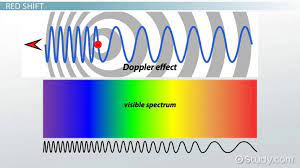 RED SHIFT
Doppler effect
visible spectrum
Study.com